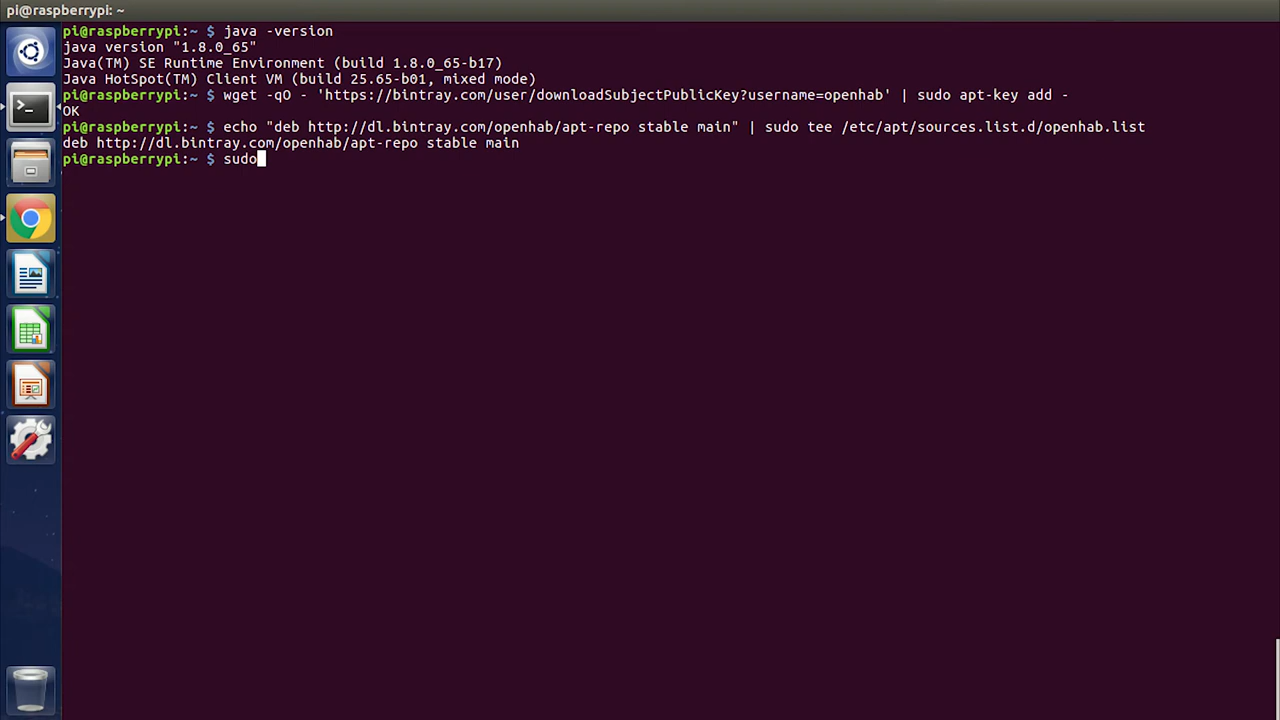 pi@raspberrypi: ~
pi@raspberrypi:~ $ java -version
java version "1.8.0_65"
Java(TM) SE Runtime Environment (build 1.8.0_65-b17)
Java HotSpot(TM) Client VM (build 25.65-b01, mixed mode)
pi@raspberrypi:~ $ wget -qO - 'https://bintray.com/user/downloadSubjectPublicKey?username=openhab' | sudo apt-key add -
OK
pi@raspberrypi:~ $ echo "deb http://dl.bintray.com/openhab/apt-repo stable main" | sudo tee /etc/apt/sources.list.d/openhab.list
deb http://dl.bintray.com/openhab/apt-repo stable main
pi@raspberrypi:~ $ sudo